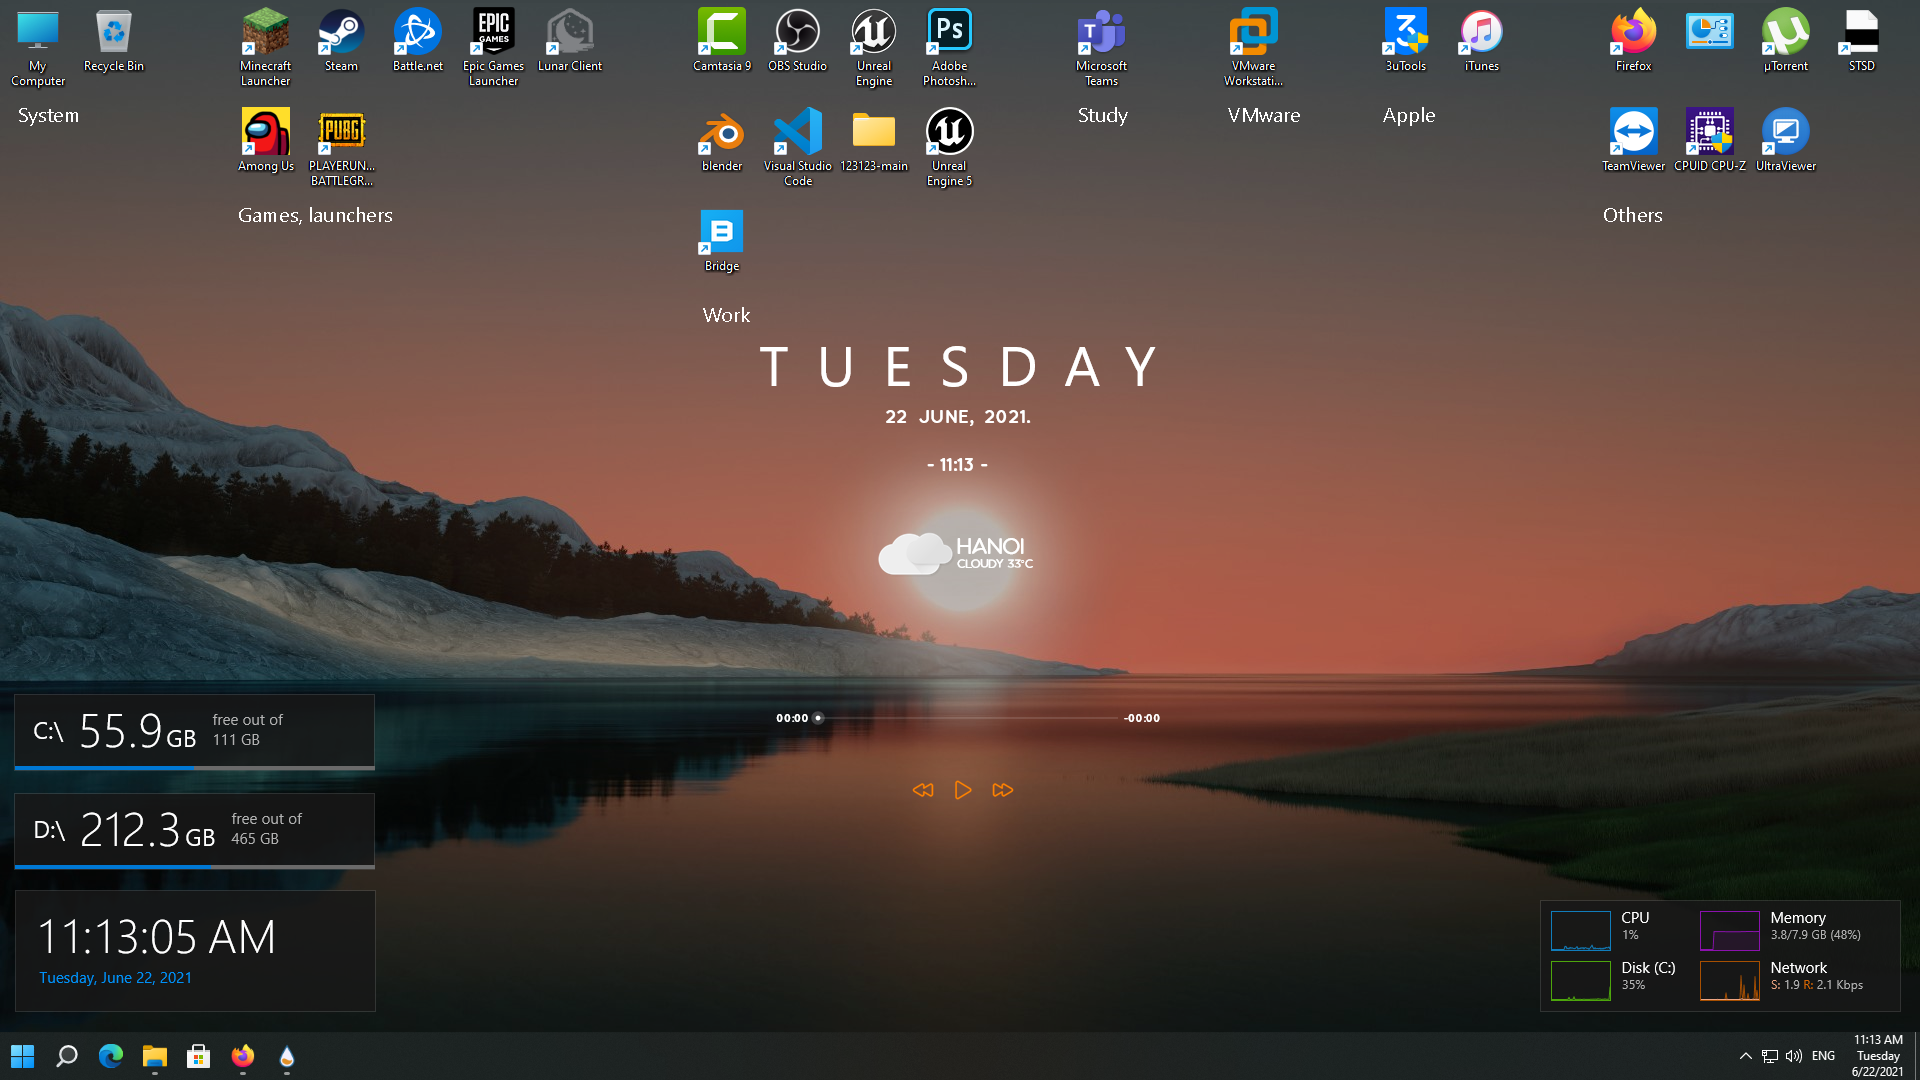 My
Computer
Recycle Bin
System
Minecraft
Launcher
Steam
Battle.net
EPIC
GAMES
Epic Games
Launcher
Lunar Client
Among Us
PUBG
PLAYERUN...
BATTLEGR...
Games, launchers
Camtasia 9
OBS Studio
Unreal
Engine
Ps
Adobe
Photosh...
blender
Visual Studio
Code
123123-main
Unreal
Engine 5
Bridge
Work
T
Microsoft
Teams
Study
VMware
Workstati...
VMware
3uTools
iTunes
Apple
Firefox
µTorrent
STSD
TeamViewer
CPUID CPU-Z
UltraViewer
Others
TUESDAY
22 JUNE, 2021.
- 11:13 -
HANOI
CLOUDY 33°C
00:00
-00:00
C:\ 55.9 GB
free out of
111 GB
D:\ 212.3 GB
free out of
465 GB
11:13:05 AM
Tuesday, June 22, 2021
CPU
1%
Memory
3.8/7.9 GB (48%)
Disk (C:)
35%
Network
S: 1.9 R: 2.1 Kbps
ENG
11:13 AM
Tuesday
6/22/2021